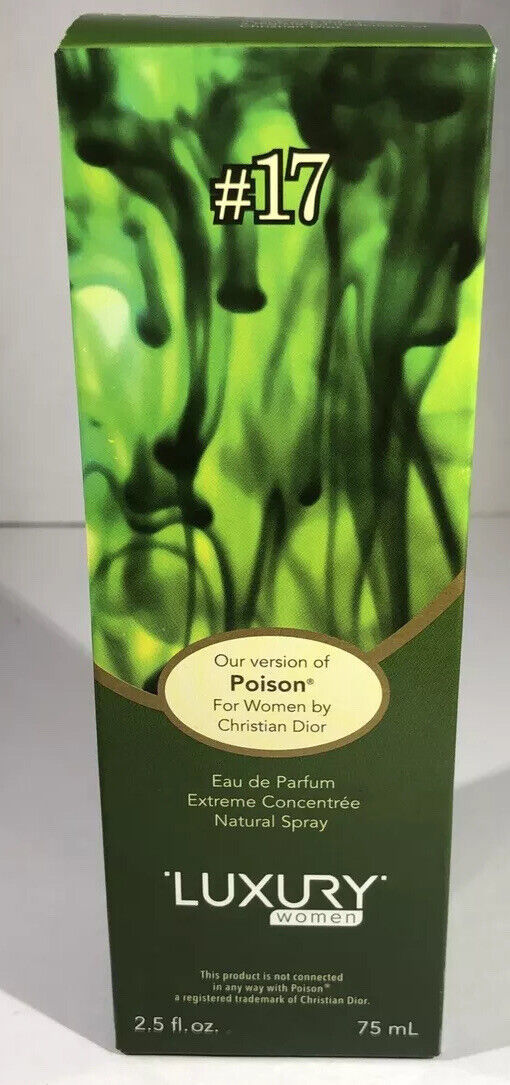 #17
Our version of
Poison®
For Women by
Christian Dior
Eau de Parfum
Extreme Concentrée
Natural Spray
LUXURY
women
This product is not connected
in any way with Poison®
a registered trademark of Christian Dior.
2.5 fl.oz. 75 mL